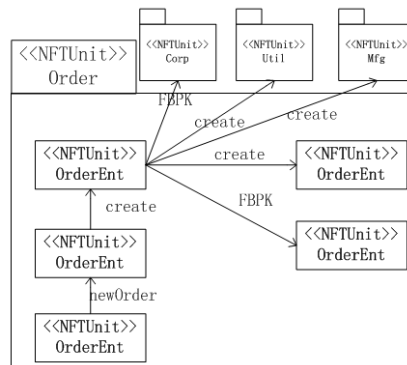 <<NFTUnit>>
Corp
<<NFTUnit>>
Util
<<NFTUnit>>
Mfg
<<NFTUnit>>
Order
FBPK
create
create
<<NFTUnit>>
OrderEnt
create
<<NFTUnit>>
OrderEnt
create
FBPK
<<NFTUnit>>
OrderEnt
<<NFTUnit>>
OrderEnt
newOrder
<<NFTUnit>>
OrderEnt